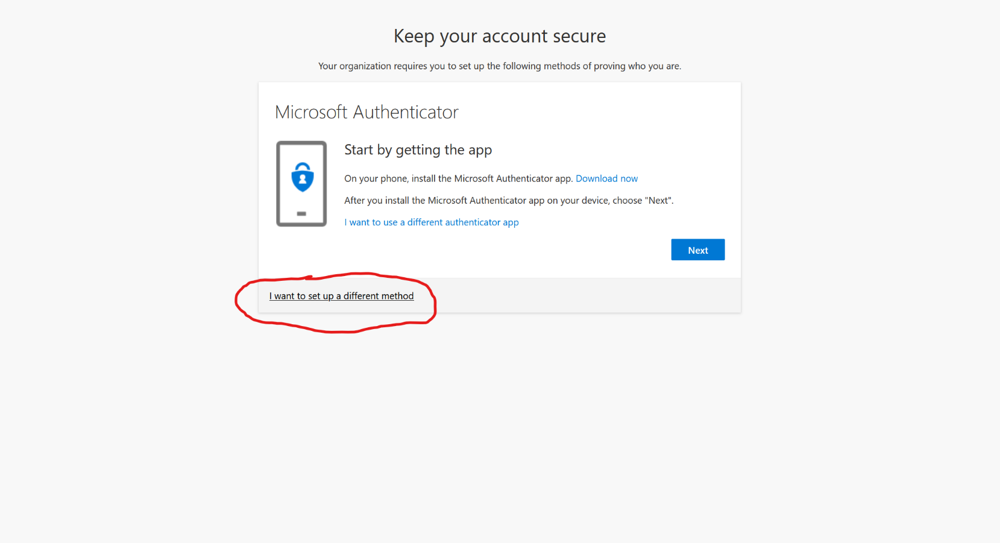 Keep your account secure
Your organization requires you to set up the following methods of proving who you are.
Microsoft Authenticator
Start by getting the app
On your phone, install the Microsoft Authenticator app. Download now
After you install the Microsoft Authenticator app on your device, choose "Next".
I want to use a different authenticator app
Next
I want to set up a different method